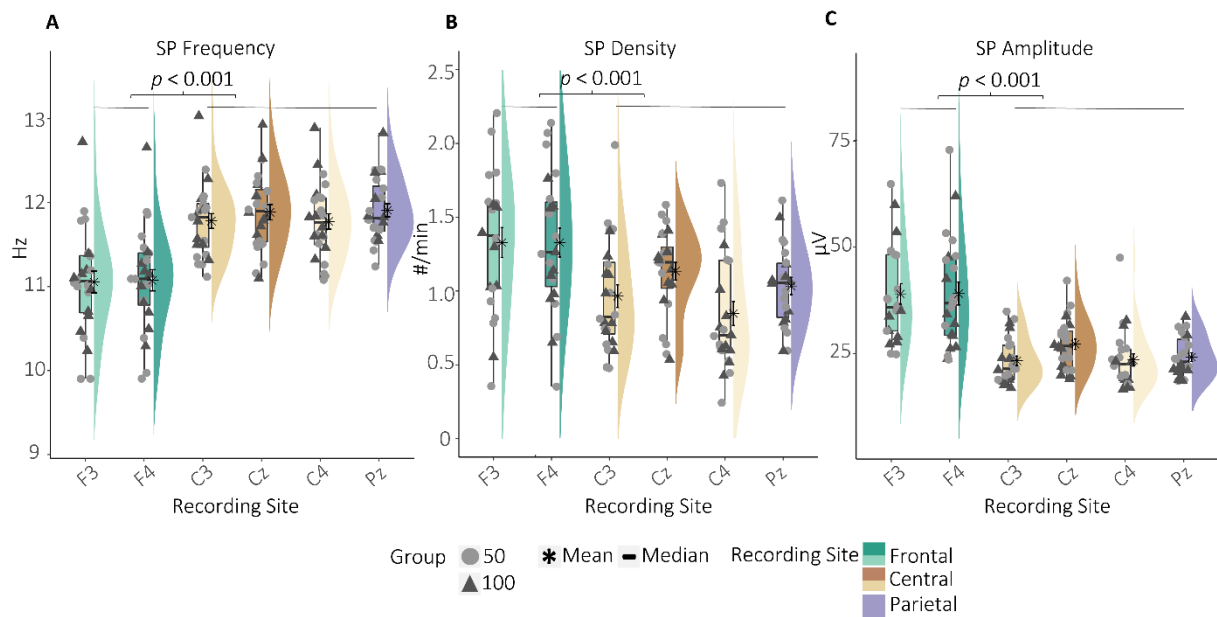 A
B
C
SP Frequency
SP Density
SP Amplitude
p < 0.001
p < 0.001
p < 0.001
Hz
13
12
11
10
9
#/min
2.5
2.0
1.5
1.0
0.5
0
µV
75
50
25
F3 F4 C3 Cz C4 Pz
F3 F4 C3 Cz C4 Pz
F3 F4 C3 Cz C4 Pz
Recording Site
Recording Site
Recording Site
Group 50 Mean Median Recording Site Frontal
100 Central
Parietal